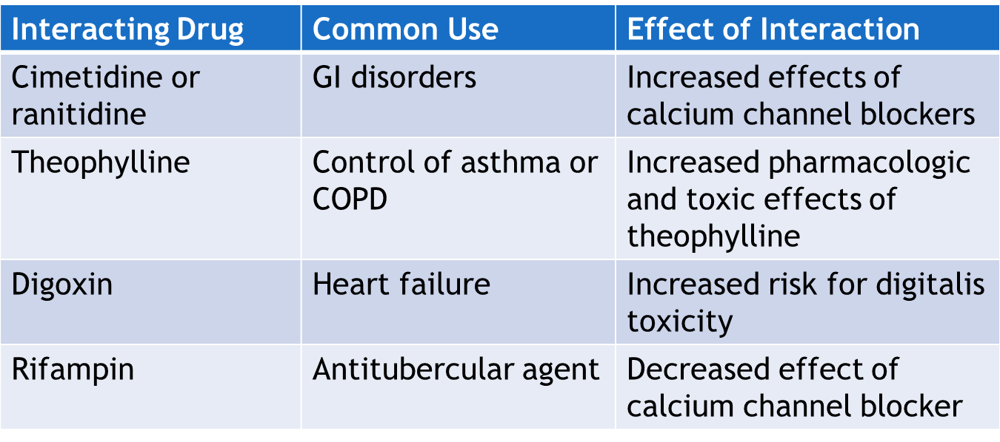 Interacting Drug
Common Use
Effect of Interaction
Cimetidine or
ranitidine
GI disorders
Increased effects of
calcium channel blockers
Theophylline
Control of asthma or
COPD
Increased pharmacologic
and toxic effects of
theophylline
Digoxin
Heart failure
Increased risk for digitalis
toxicity
Rifampin
Antitubercular agent
Decreased effect of
calcium channel blocker